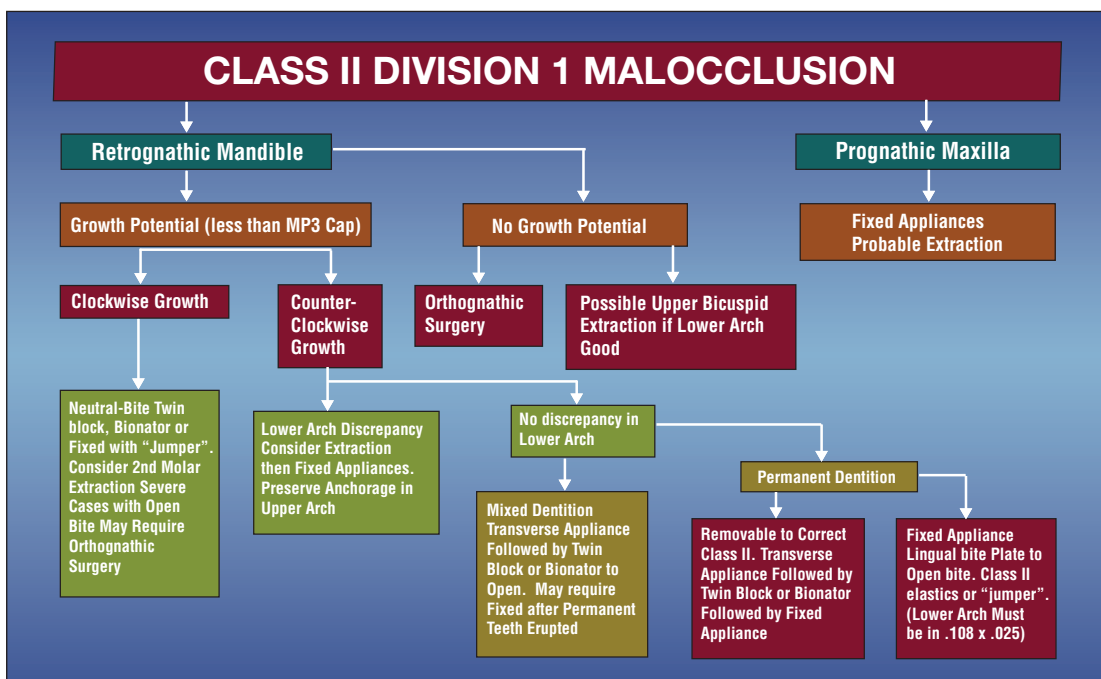 CLASS II DIVISION 1 MALOCCLUSION
Retrognathic Mandible
Prognathic Maxilla
Growth Potential (less than MP3 Cap)
No Growth Potential
Fixed Appliances
Probable Extraction
Clockwise Growth
Counter-
Clockwise
Growth
Orthognathic
Surgery
Possible Upper Bicuspid
Extraction if Lower Arch
Good
Neutral-Bite Twin
block, Bionator or
Fixed with “Jumper”.
Consider 2nd Molar
Extraction Severe
Cases with Open
Bite May Require
Orthognathic
Surgery
Lower Arch Discrepancy
Consider Extraction
then Fixed Appliances.
Preserve Anchorage in
Upper Arch
No discrepancy in
Lower Arch
Mixed Dentition
Transverse Appliance
Followed by Twin
Block or Bionator to
Open. May require
Fixed after Permanent
Teeth Erupted
Permanent Dentition
Removable to Correct
Class II. Transverse
Appliance Followed by
Twin Block or Bionator
Followed by Fixed
Appliance
Fixed Appliance
Lingual bite Plate to
Open bite. Class II
elastics or “jumper”.
(Lower Arch Must
be in .108 x .025)